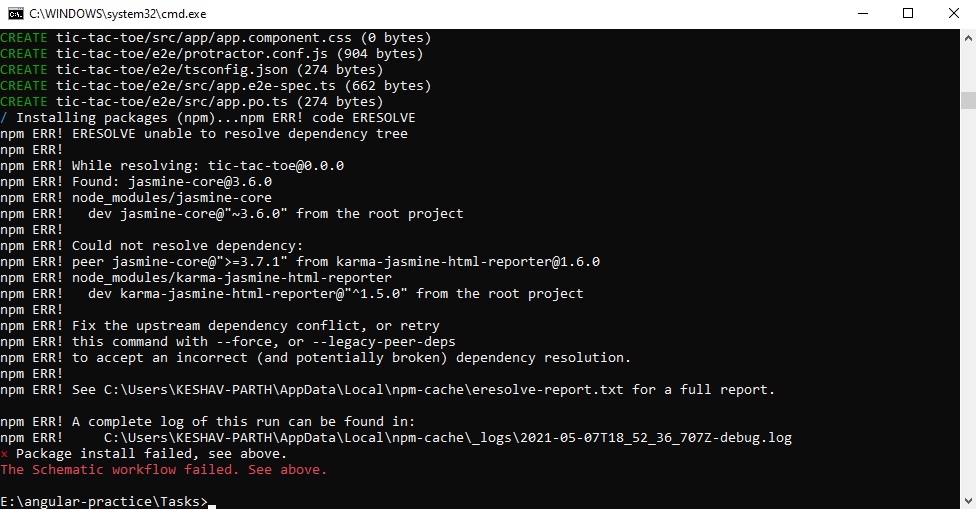 C:\WINDOWS\system32\cmd.exe
CREATE tic-tac-toe/src/app/app.component.css (0 bytes)
CREATE tic-tac-toe/e2e/protractor.conf.js (904 bytes)
CREATE tic-tac-toe/e2e/tsconfig.json (274 bytes)
CREATE tic-tac-toe/e2e/src/app.e2e-spec.ts (662 bytes)
CREATE tic-tac-toe/e2e/src/app.po.ts (274 bytes)
/ Installing packages (npm)...npm ERR! code ERESOLVE
npm ERR! ERESOLVE unable to resolve dependency tree
npm ERR!
npm ERR! While resolving: tic-tac-toe@0.0.0
npm ERR! Found: jasmine-core@3.6.0
npm ERR! node_modules/jasmine-core
npm ERR!   dev jasmine-core@"~3.6.0" from the root project
npm ERR!
npm ERR! Could not resolve dependency:
npm ERR! peer jasmine-core@">=3.7.1" from karma-jasmine-html-reporter@1.6.0
npm ERR! node_modules/karma-jasmine-html-reporter
npm ERR!   dev karma-jasmine-html-reporter@"^1.5.0" from the root project
npm ERR!
npm ERR! Fix the upstream dependency conflict, or retry
npm ERR! this command with --force, or --legacy-peer-deps
npm ERR! to accept an incorrect (and potentially broken) dependency resolution.
npm ERR!
npm ERR! See C:\Users\KESHAV-PARTH\AppData\Local\npm-cache\eresolve-report.txt for a full report.
npm ERR! A complete log of this run can be found in:
npm ERR!     C:\Users\KESHAV-PARTH\AppData\Local\npm-cache\_logs\2021-05-07T18_52_36_707Z-debug.log
× Package install failed, see above.
The Schematic workflow failed. See above.
E:\angular-practice\Tasks>